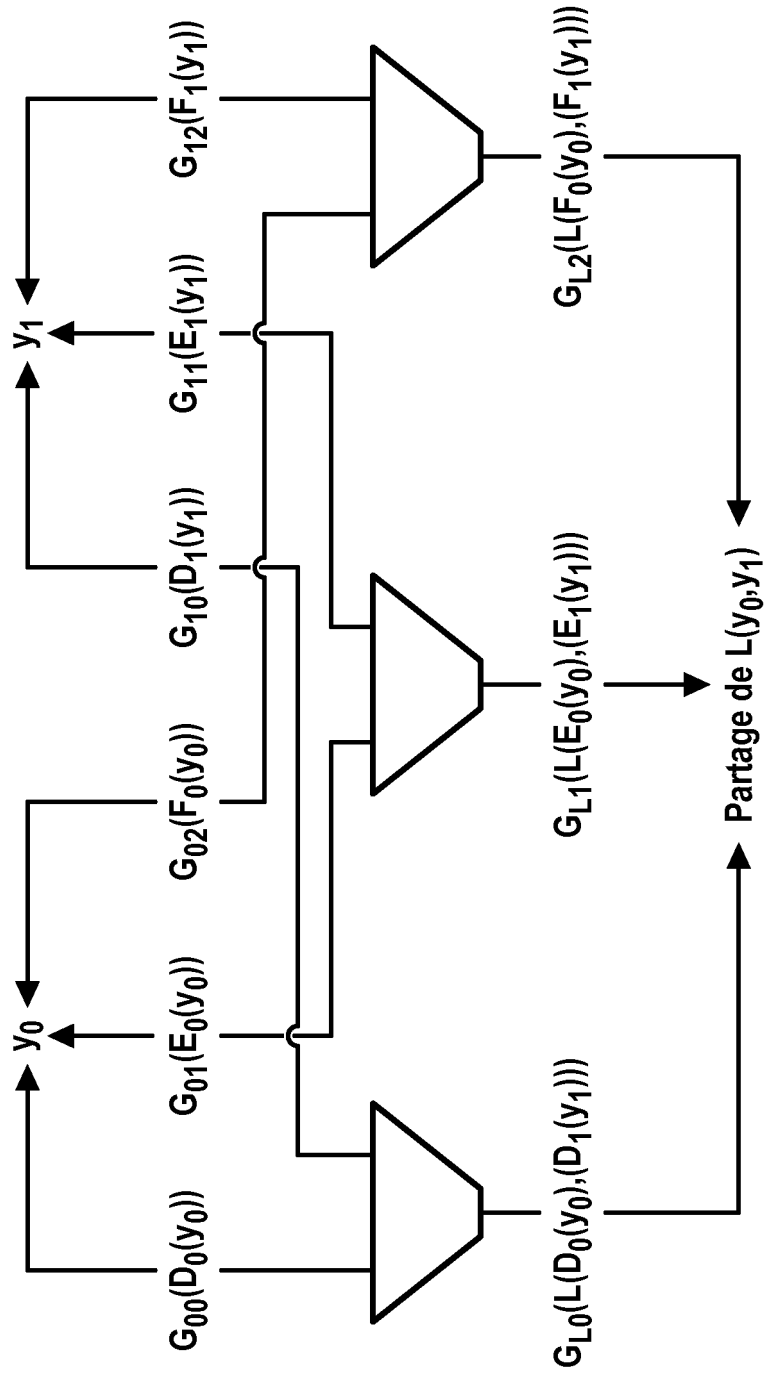 y0 y1
G00(D0(y0)) G01(E0(y0)) G02(F0(y0)) G10(D1(y1)) G11(E1(y1)) G12(F1(y1))
GL0(L(D0(y0),(D1(y1))) GL1(L(E0(y0),(E1(y1))) GL2(L(F0(y0),(F1(y1)))
Partage de L(y0,y1)